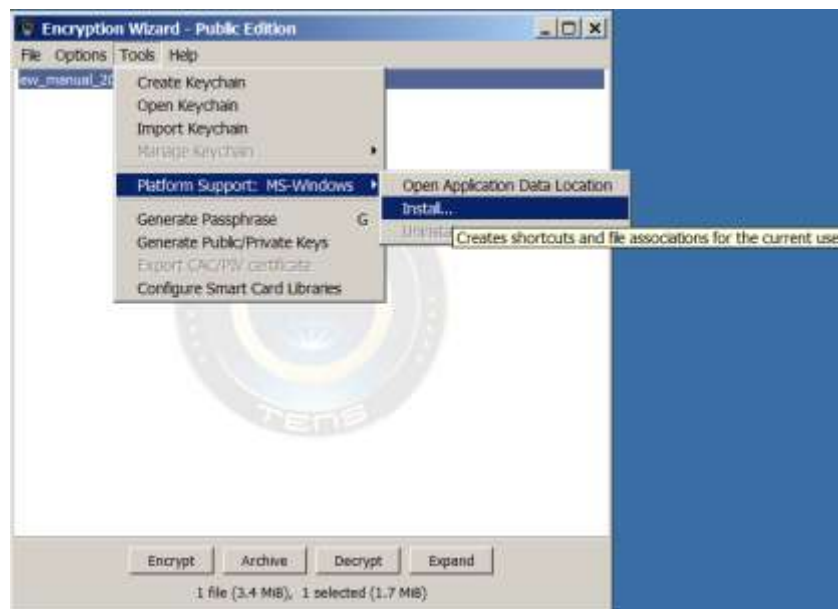 Encryption Wizard - Public Edition
File Options Tools Help
ew_manual_20
Create Keychain
Open Keychain
Import Keychain
Manage Keychain
Platform Support: MS-Windows
Open Application Data Location
Install...
Uninsta
Creates shortcuts and file associations for the current use
Generate Passphrase G
Generate Public/Private Keys
Export CAC/PIV certificate
Configure Smart Card Libraries
TENS
Encrypt Archive Decrypt Expand
1 file (3.4 MiB), 1 selected (1.7 MiB)